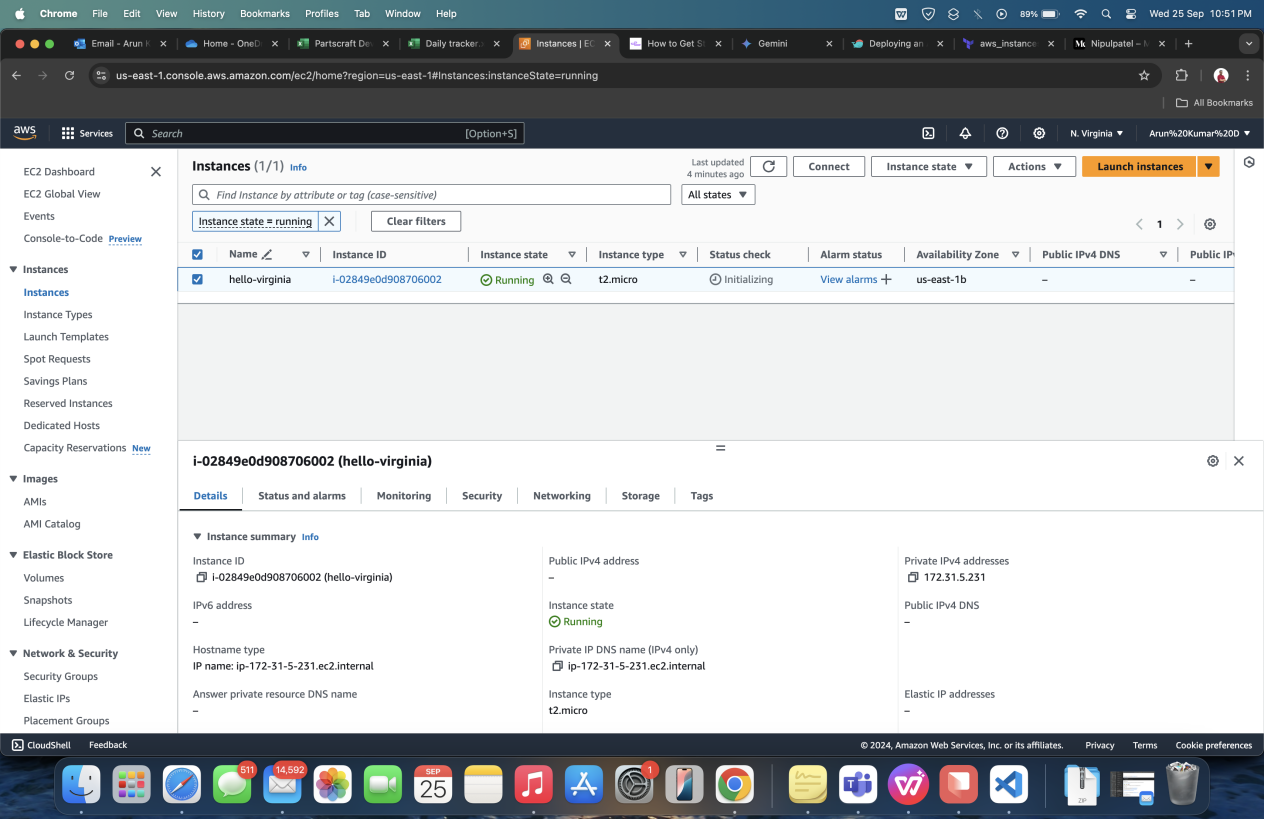 Chrome File Edit View History Bookmarks Profiles Tab Window Help 89% Wed 25 Sep 10:51 PM
Email - Arun Home - OneD Partscraft De Daily tracker. Instances | EC How to Get S Gemini Deploying an aws_instance Nipulpatel –
us-east-1.console.aws.amazon.com/ec2/home?region=us-east-1#Instances:instanceState=running
All Bookmarks
aws Services Search [Option+S] N. Virginia Arun%20Kumar%20D
EC2 Dashboard
EC2 Global View
Events
Console-to-Code Preview
Instances
Instances
Instance Types
Launch Templates
Spot Requests
Savings Plans
Reserved Instances
Dedicated Hosts
Capacity Reservations New
Images
AMIs
AMI Catalog
Elastic Block Store
Volumes
Snapshots
Lifecycle Manager
Network & Security
Security Groups
Elastic IPs
Placement Groups
Instances (1/1) Info
Last updated
4 minutes ago
Connect Instance state Actions Launch instances
Find Instance by attribute or tag (case-sensitive) All states
Instance state = running Clear filters 1
Name Instance ID Instance state Instance type Status check Alarm status Availability Zone Public IPv4 DNS Public IP
hello-virginia i-02849e0d908706002 Running t2.micro Initializing View alarms + us-east-1b – –
i-02849e0d908706002 (hello-virginia)
Details Status and alarms Monitoring Security Networking Storage Tags
Instance summary Info
Instance ID
i-02849e0d908706002 (hello-virginia)
Public IPv4 address
–
Private IPv4 addresses
172.31.5.231
IPv6 address
–
Instance state
Running
Public IPv4 DNS
–
Hostname type
IP name: ip-172-31-5-231.ec2.internal
Private IP DNS name (IPv4 only)
ip-172-31-5-231.ec2.internal
Answer private resource DNS name
–
Instance type
t2.micro
Elastic IP addresses
–
CloudShell Feedback © 2024, Amazon Web Services, Inc. or its affiliates. Privacy Terms Cookie preferences
511 14,592 SEP 25 1 ZIP